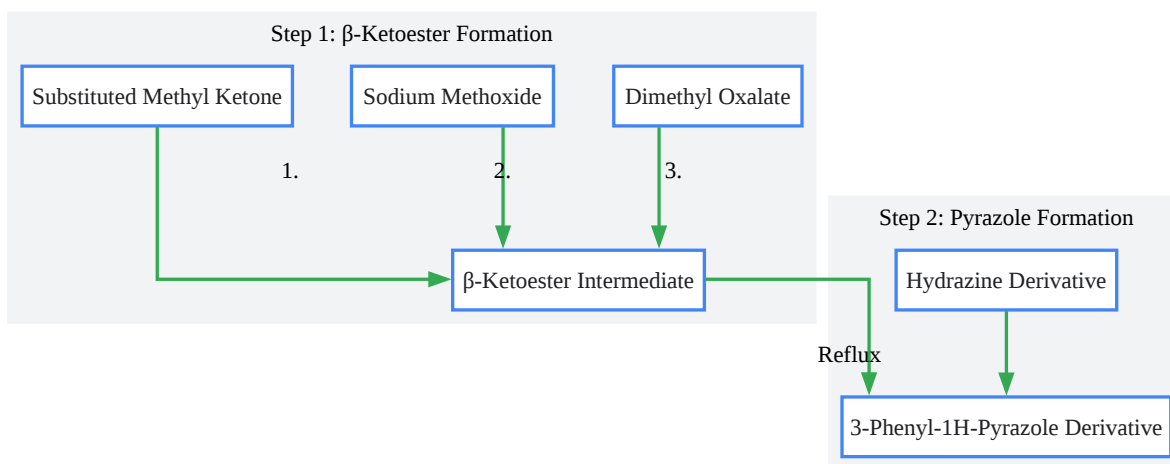 Step 1: β-Ketoester Formation
Substituted Methyl Ketone
Sodium Methoxide
Dimethyl Oxalate
1.
2.
3.
Step 2: Pyrazole Formation
β-Ketoester Intermediate
Hydrazine Derivative
Reflux
3-Phenyl-1H-Pyrazole Derivative